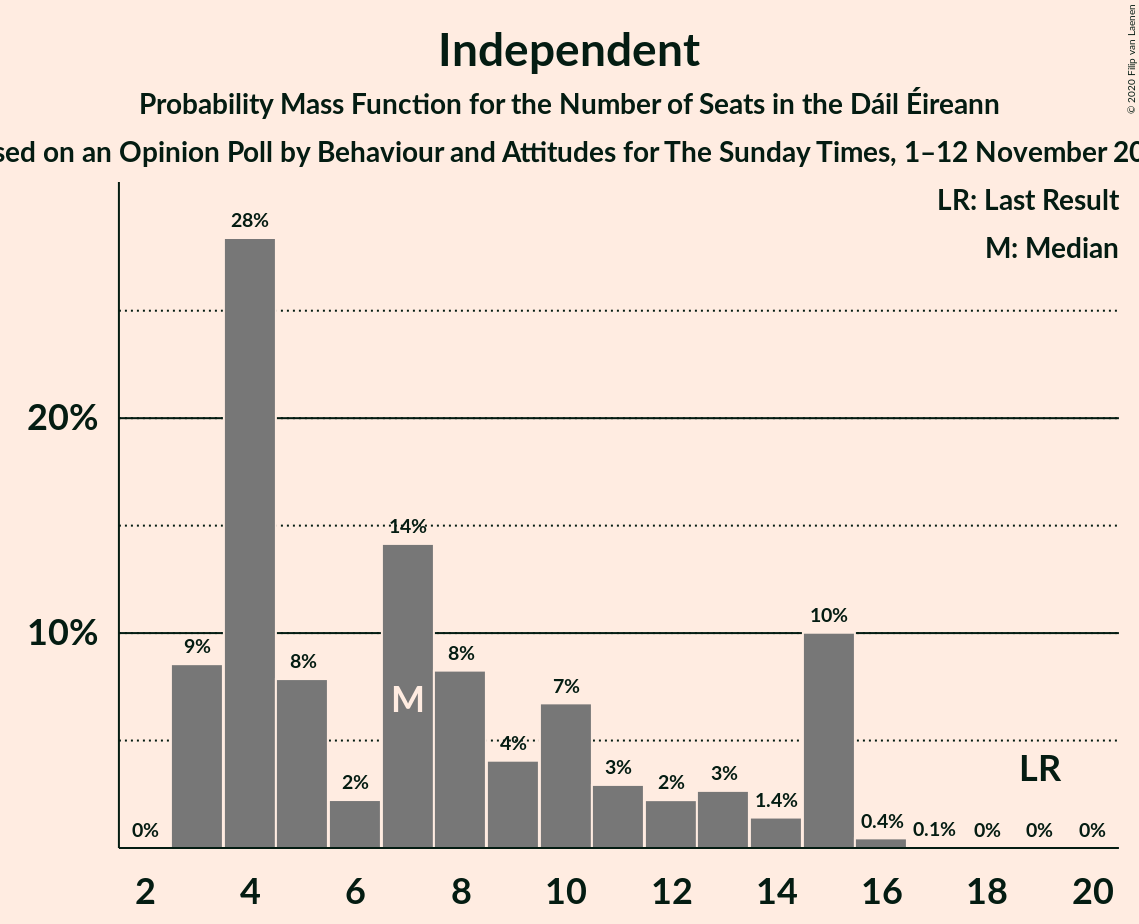 Independent
Probability Mass Function for the Number of Seats in the Dáil Éireann
on an Opinion Poll by Behaviour and Attitudes for The Sunday Times, 1–12 November
© 2020 Filip van Laenen
LR: Last Result
M: Median
20%
10%
0%
9%
28%
8%
2%
14%
M
8%
4%
7%
3%
2%
3%
1.4%
10%
0.4%
0.1%
0%
0%
LR
0%
2 4 6 8 10 12 14 16 18 20